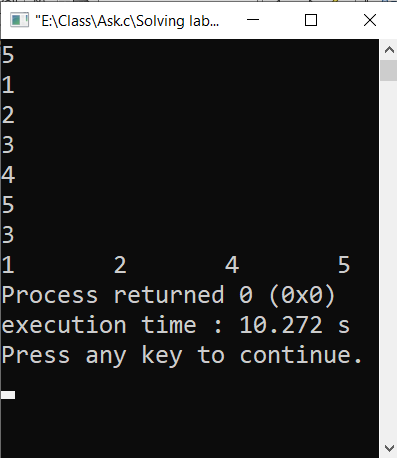 "E:\Class\Ask.c\Solving lab...
5
1
2
3
4
5
3
1 2 4 5
Process returned 0 (0x0)
execution time : 10.272 s
Press any key to continue.